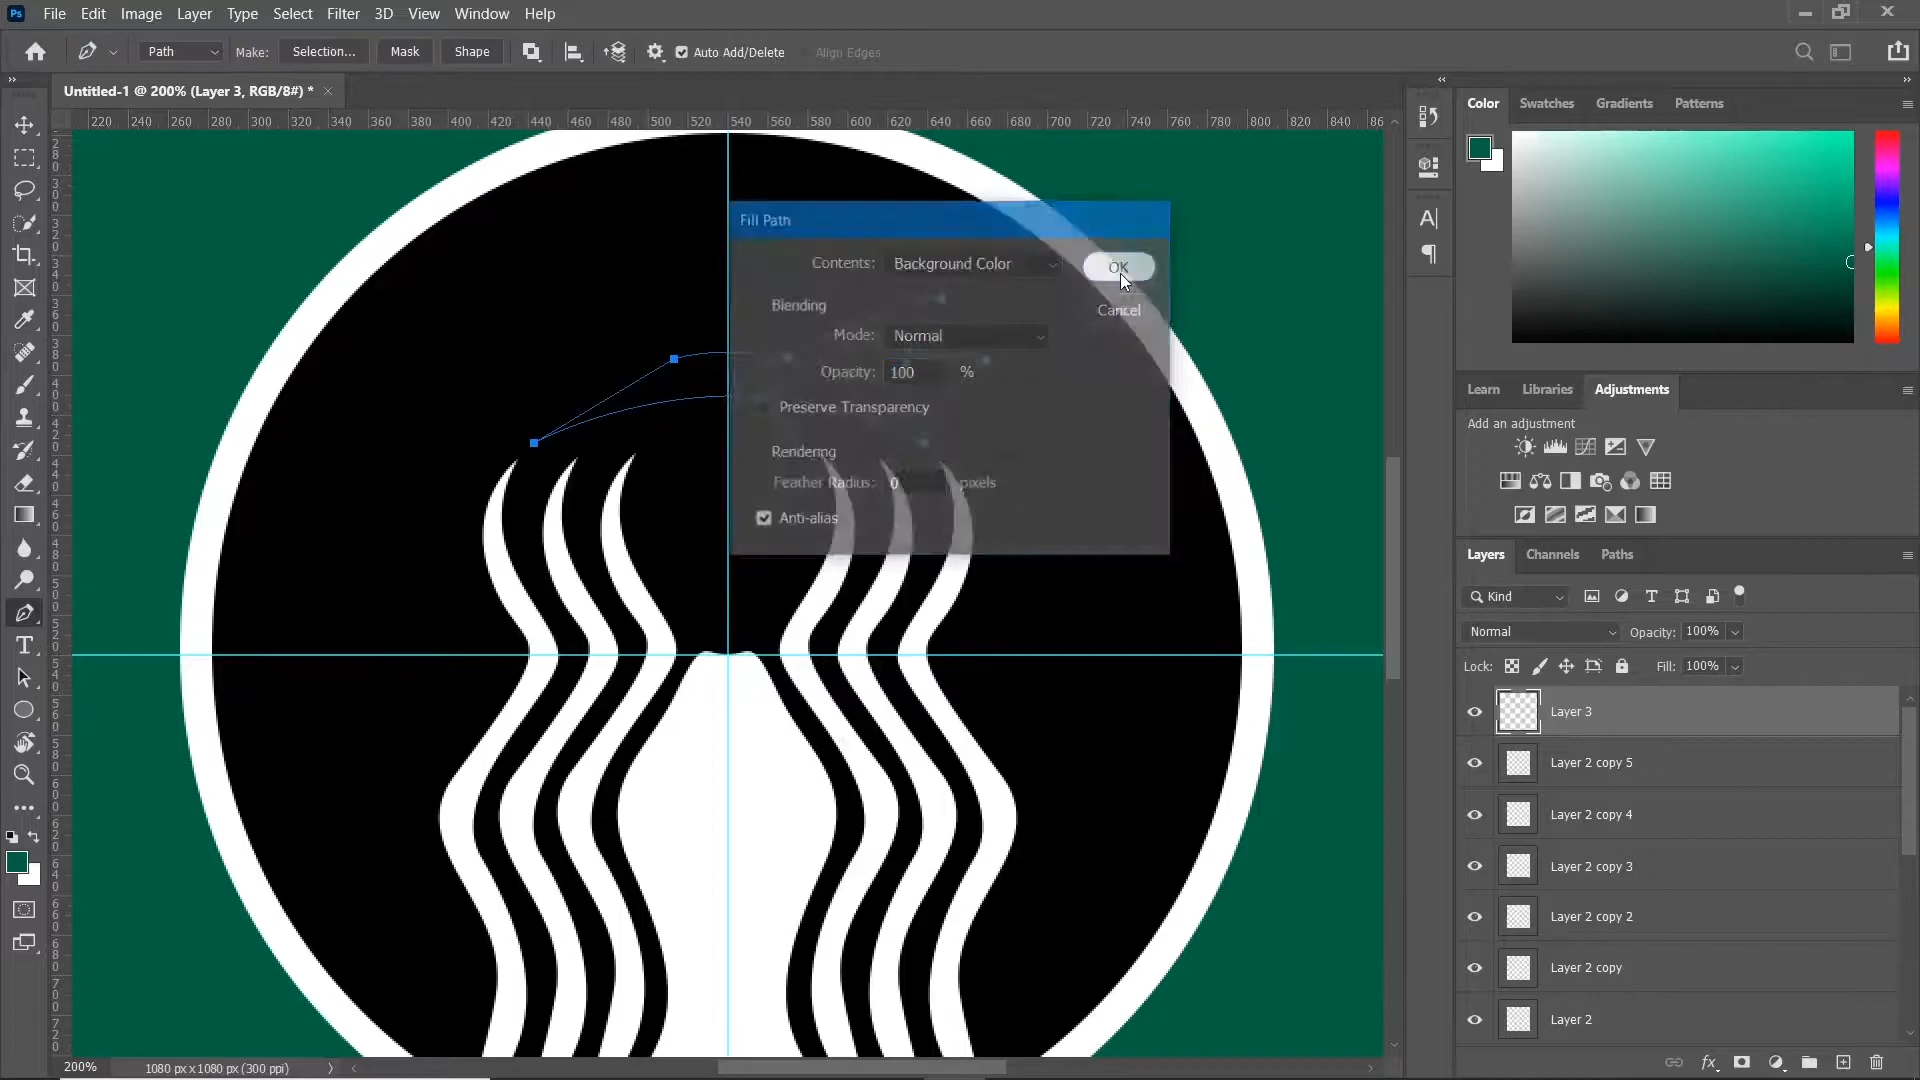 Ps File Edit Image Layer Type Select Filter 3D View Window Help
Path Make: Selection... Mask Shape Auto Add/Delete Align Edges
Untitled-1 @ 200% (Layer 3, RGB/8#) *
220 240 260 280 300 320 340 360 380 400 420 440 460 480 500 520 540 560 580 600 620 640 660 680 700 720 740 760 780 800 820 840 86
Fill Path
Contents: Background Color OK
Blending Cancel
Mode: Normal
Opacity: 100 %
Preserve Transparency
Rendering
Feather Radius: 0 pixels
Anti-alias
Color Swatches Gradients Patterns
Learn Libraries Adjustments
Add an adjustment
Layers Channels Paths
Kind
Normal Opacity: 100%
Lock: Fill: 100%
Layer 3
Layer 2 copy 5
Layer 2 copy 4
Layer 2 copy 3
Layer 2 copy 2
Layer 2 copy
Layer 2
fx
200% 1080 px x 1080 px (300 ppi)